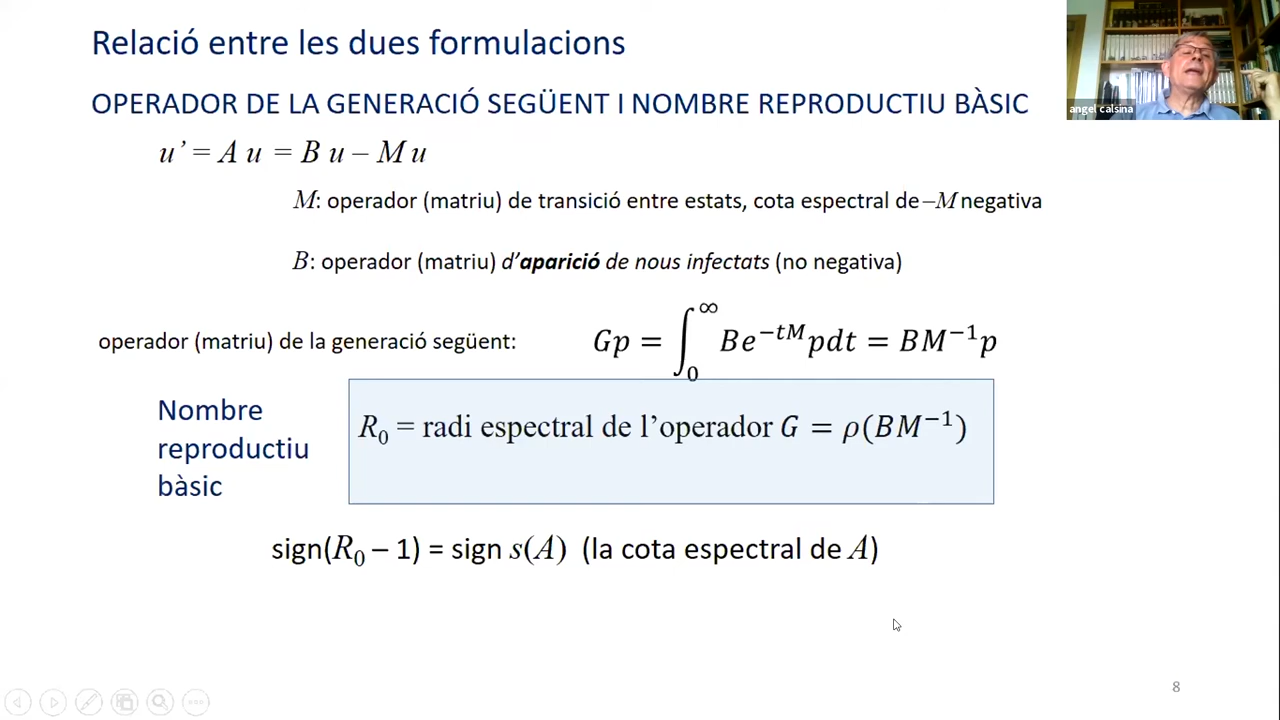 Relació entre les dues formulacions
angel calsina
OPERADOR DE LA GENERACIÓ SEGÜENT I NOMBRE REPRODUCTIU BÀSIC
u’ = A u = B u – M u
M: operador (matriu) de transició entre estats, cota espectral de –M negativa
B: operador (matriu) d’aparició de nous infectats (no negativa)
operador (matriu) de la generació següent: Gp = ∫₀^∞ Be^{−tM} pdt = BM^{−1}p
Nombre
reproductiu
bàsic
R₀ = radi espectral de l’operador G = ρ(BM^{−1})
sign(R₀ – 1) = sign s(A) (la cota espectral de A)
8